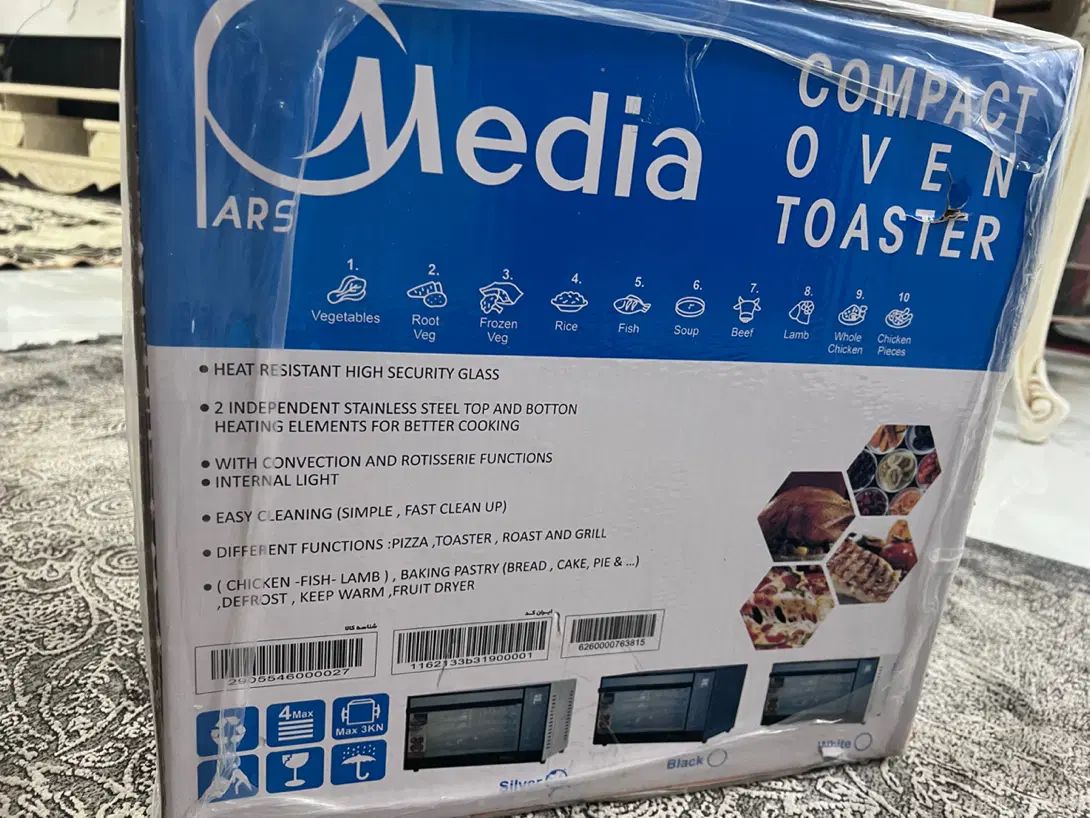 Media
PARS
COMPACT
OVEN
TOASTER
1.
Vegetables
2.
Root
Veg
3.
Frozen
Veg
4.
Rice
5.
Fish
6.
Soup
7.
Beef
8.
Lamb
9.
Whole
Chicken
10
Chicken
Pieces
• HEAT RESISTANT HIGH SECURITY GLASS
• 2 INDEPENDENT STAINLESS STEEL TOP AND BOTTON
HEATING ELEMENTS FOR BETTER COOKING
• WITH CONVECTION AND ROTISSERIE FUNCTIONS
• INTERNAL LIGHT
• EASY CLEANING (SIMPLE , FAST CLEAN UP)
• DIFFERENT FUNCTIONS :PIZZA ,TOASTER , ROAST AND GRILL
• ( CHICKEN -FISH- LAMB ) , BAKING PASTRY (BREAD , CAKE, PIE & ...)
,DEFROST , KEEP WARM ,FRUIT DRYER
شناسه کالا
2905546000027
ایران کد
1162133b31900001
6260000763815
4 Max
Max 3KN
Silver
Black
White